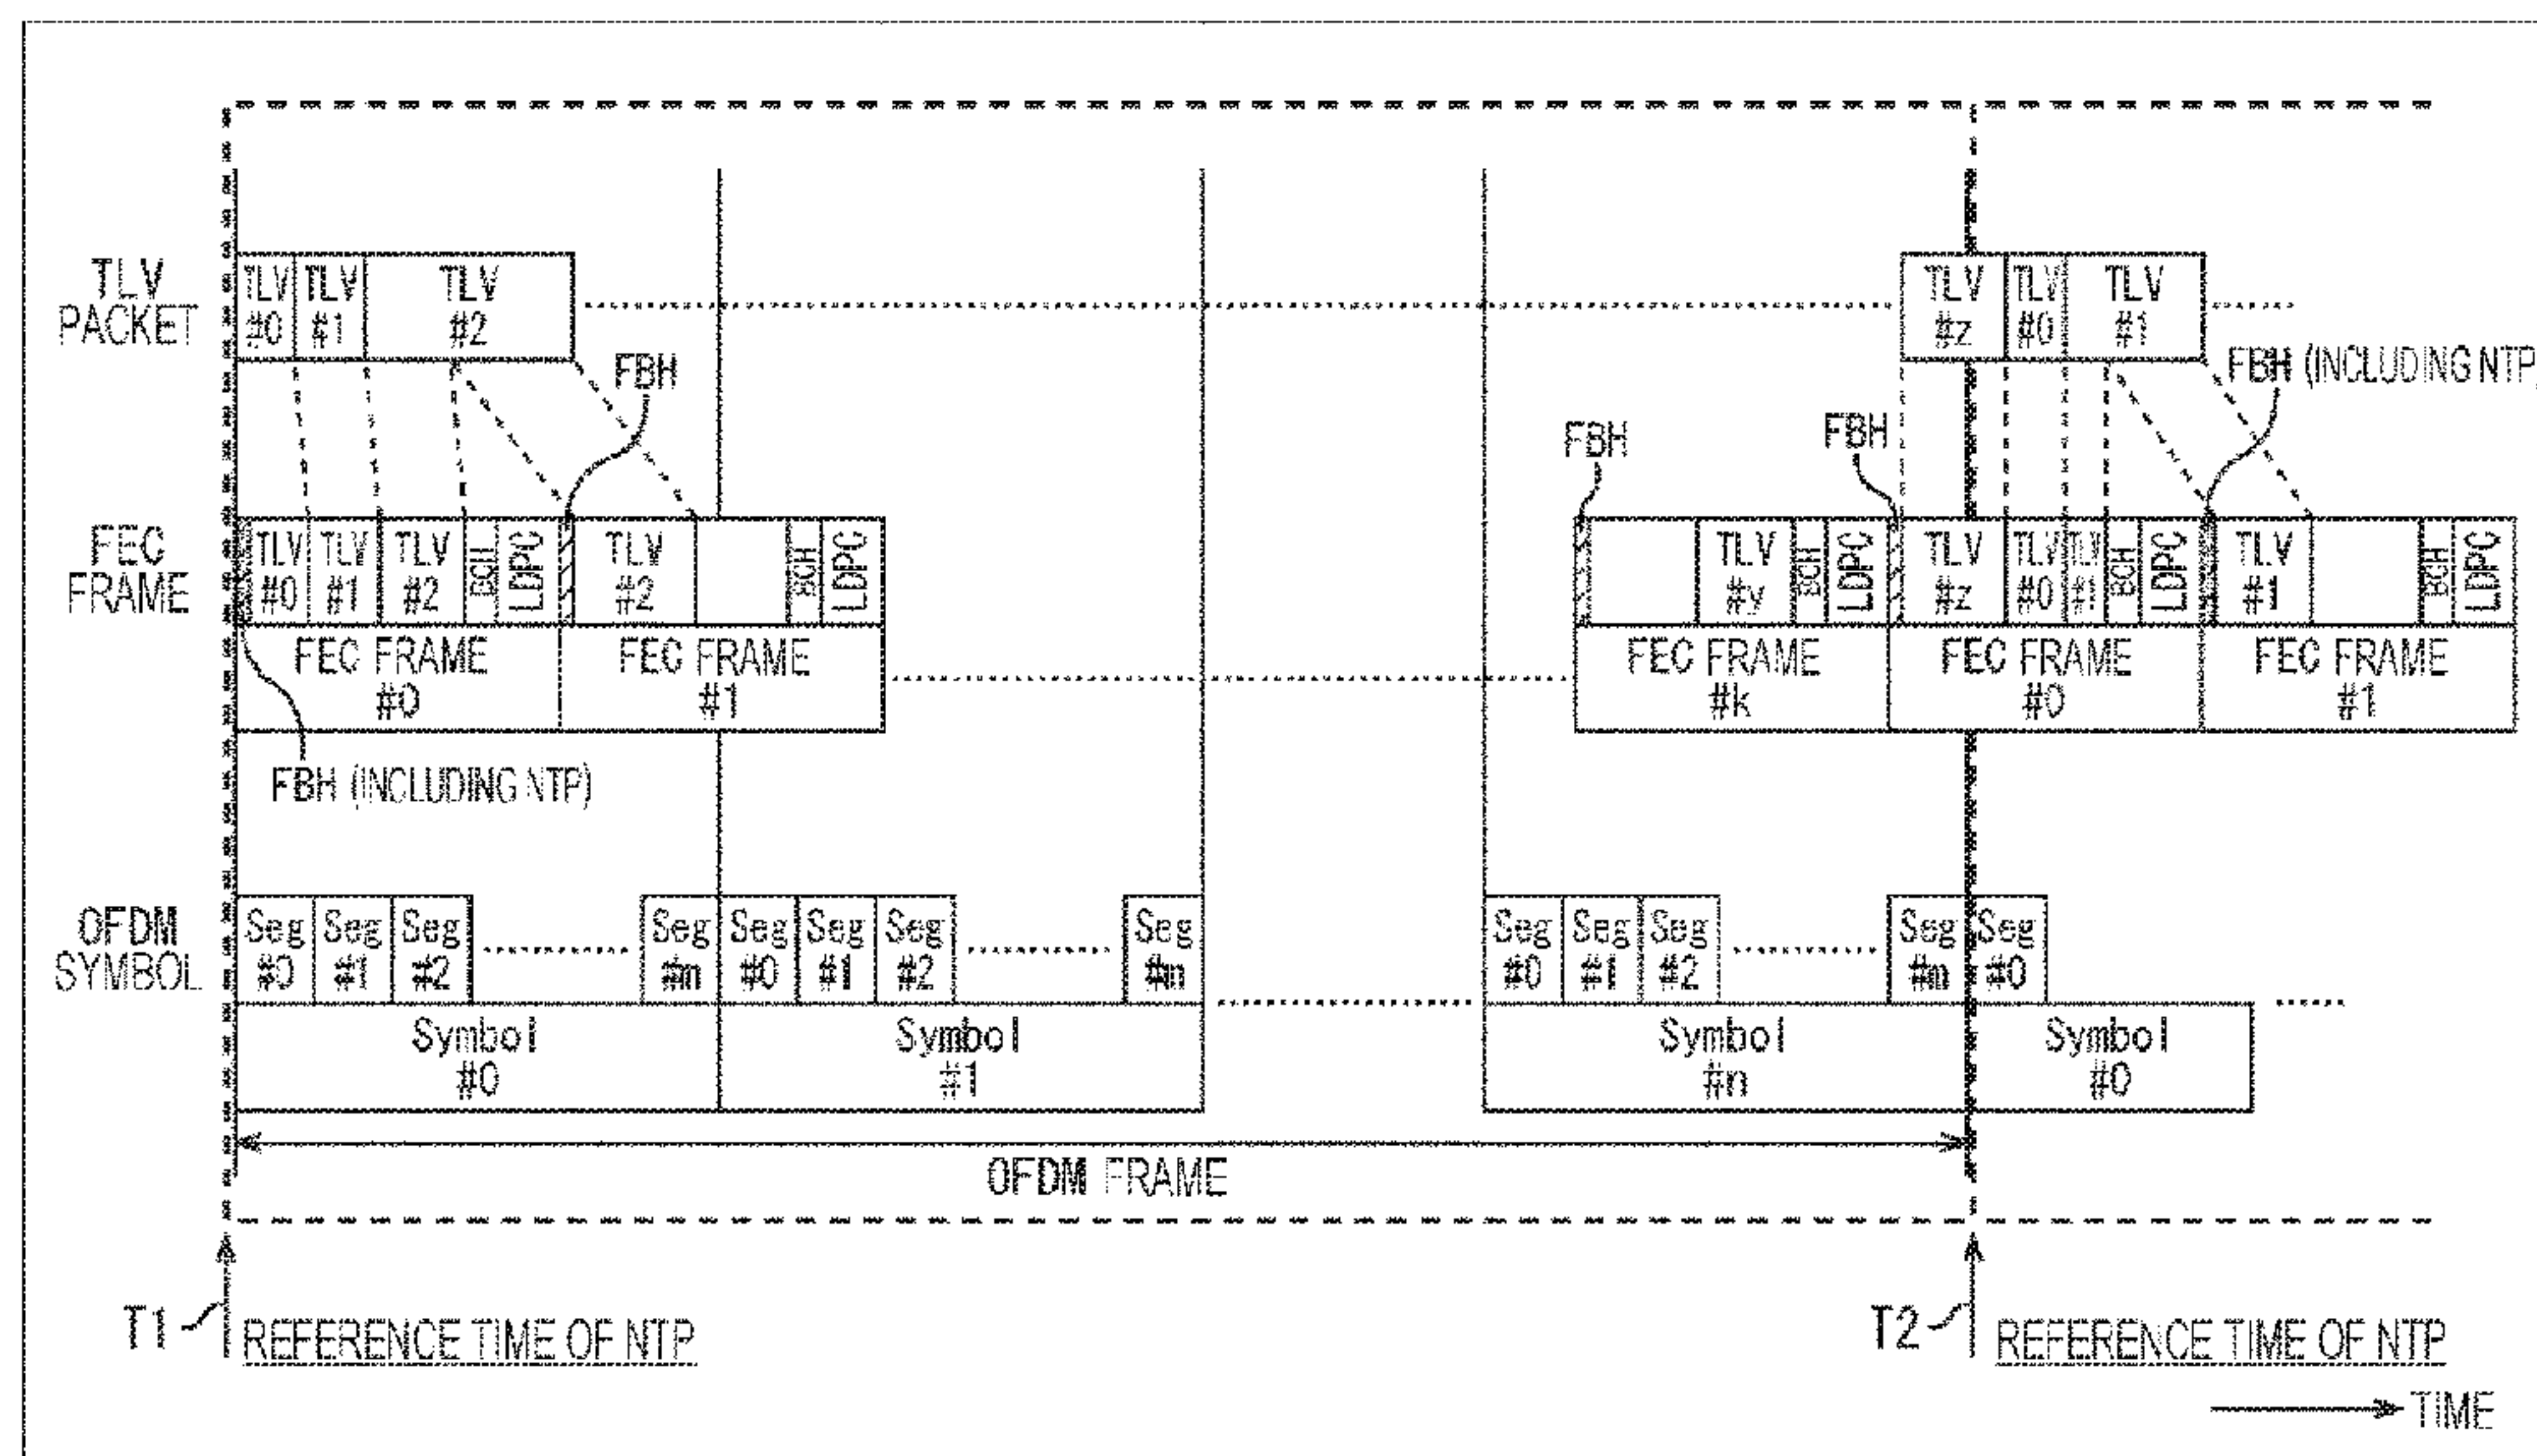 TLV
PACKET
TLV
#0
TLV
#1
TLV
#2
TLV
#z
TLV
#0
TLV
#1
FBH
FBH
FBH
FBH (INCLUDING NTP
FEC
FRAME
TLV
#0
TLV
#1
TLV
#2
BCH
LDPC
TLV
#2
BCH
LDPC
TLV
#y
BCH
LDPC
TLV
#z
TLV
#0
TLV
#1
BCH
LDPC
TLV
#1
BCH
LDPC
FEC FRAME
#0
FEC FRAME
#1
FEC FRAME
#k
FEC FRAME
#0
FEC FRAME
#1
FBH (INCLUDING NTP)
OFDM
SYMBOL
Seg
#0
Seg
#1
Seg
#2
Seg
#m
Seg
#0
Seg
#1
Seg
#2
Seg
#m
Seg
#0
Seg
#1
Seg
#2
Seg
#m
Seg
#0
Symbol
#0
Symbol
#1
Symbol
#n
Symbol
#0
OFDM FRAME
T1
REFERENCE TIME OF NTP
T2
REFERENCE TIME OF NTP
TIME